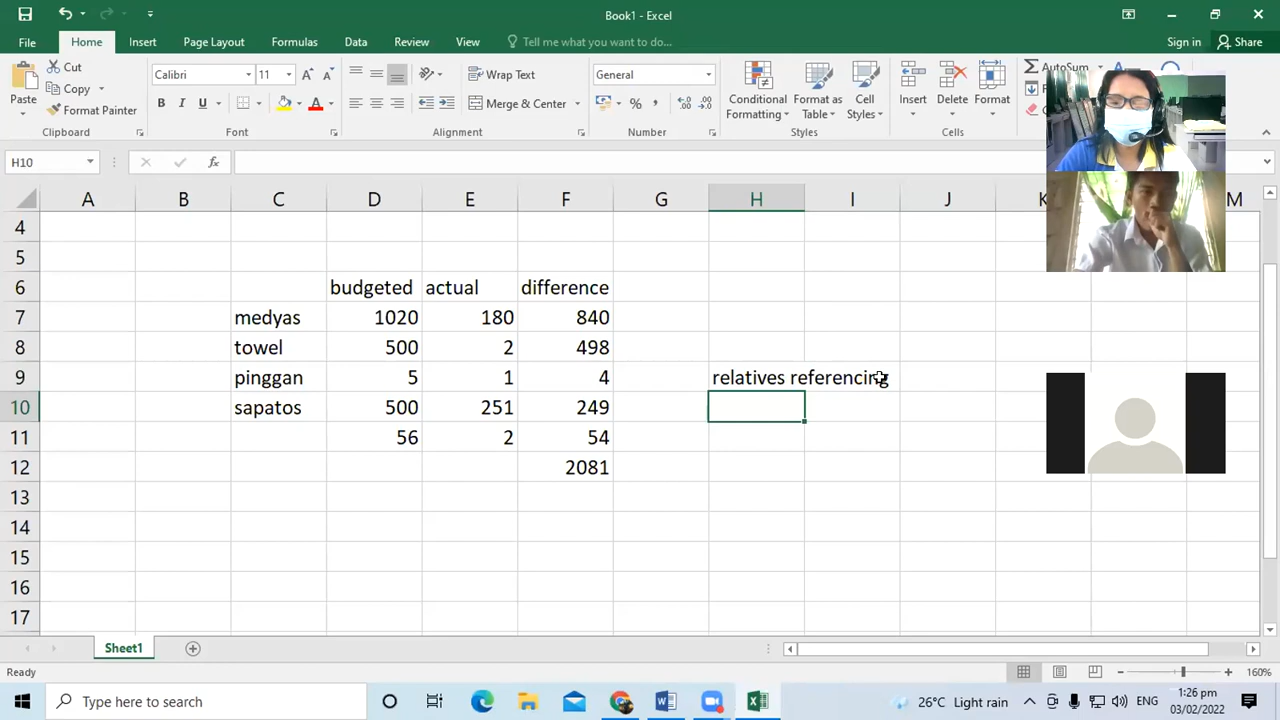 Book1 - Excel
File Home Insert Page Layout Formulas Data Review View Tell me what you want to do... Sign in Share
Paste Cut Copy Format Painter Clipboard
Calibri 11 B I U Font
Wrap Text Merge & Center Alignment
General % , Number
Conditional Formatting Format as Table Cell Styles Styles
Insert Delete Format Cells
AutoSum
H10 fx
A B C D E F G H I J K M
4
5
6 budgeted actual difference
7 medyas 1020 180 840
8 towel 500 2 498
9 pinggan 5 1 4 relatives referencing
10 sapatos 500 251 249
11 56 2 54
12 2081
13
14
15
16
17
Sheet1
Ready 160%
Type here to search 26°C Light rain ENG 1:26 pm
03/02/2022